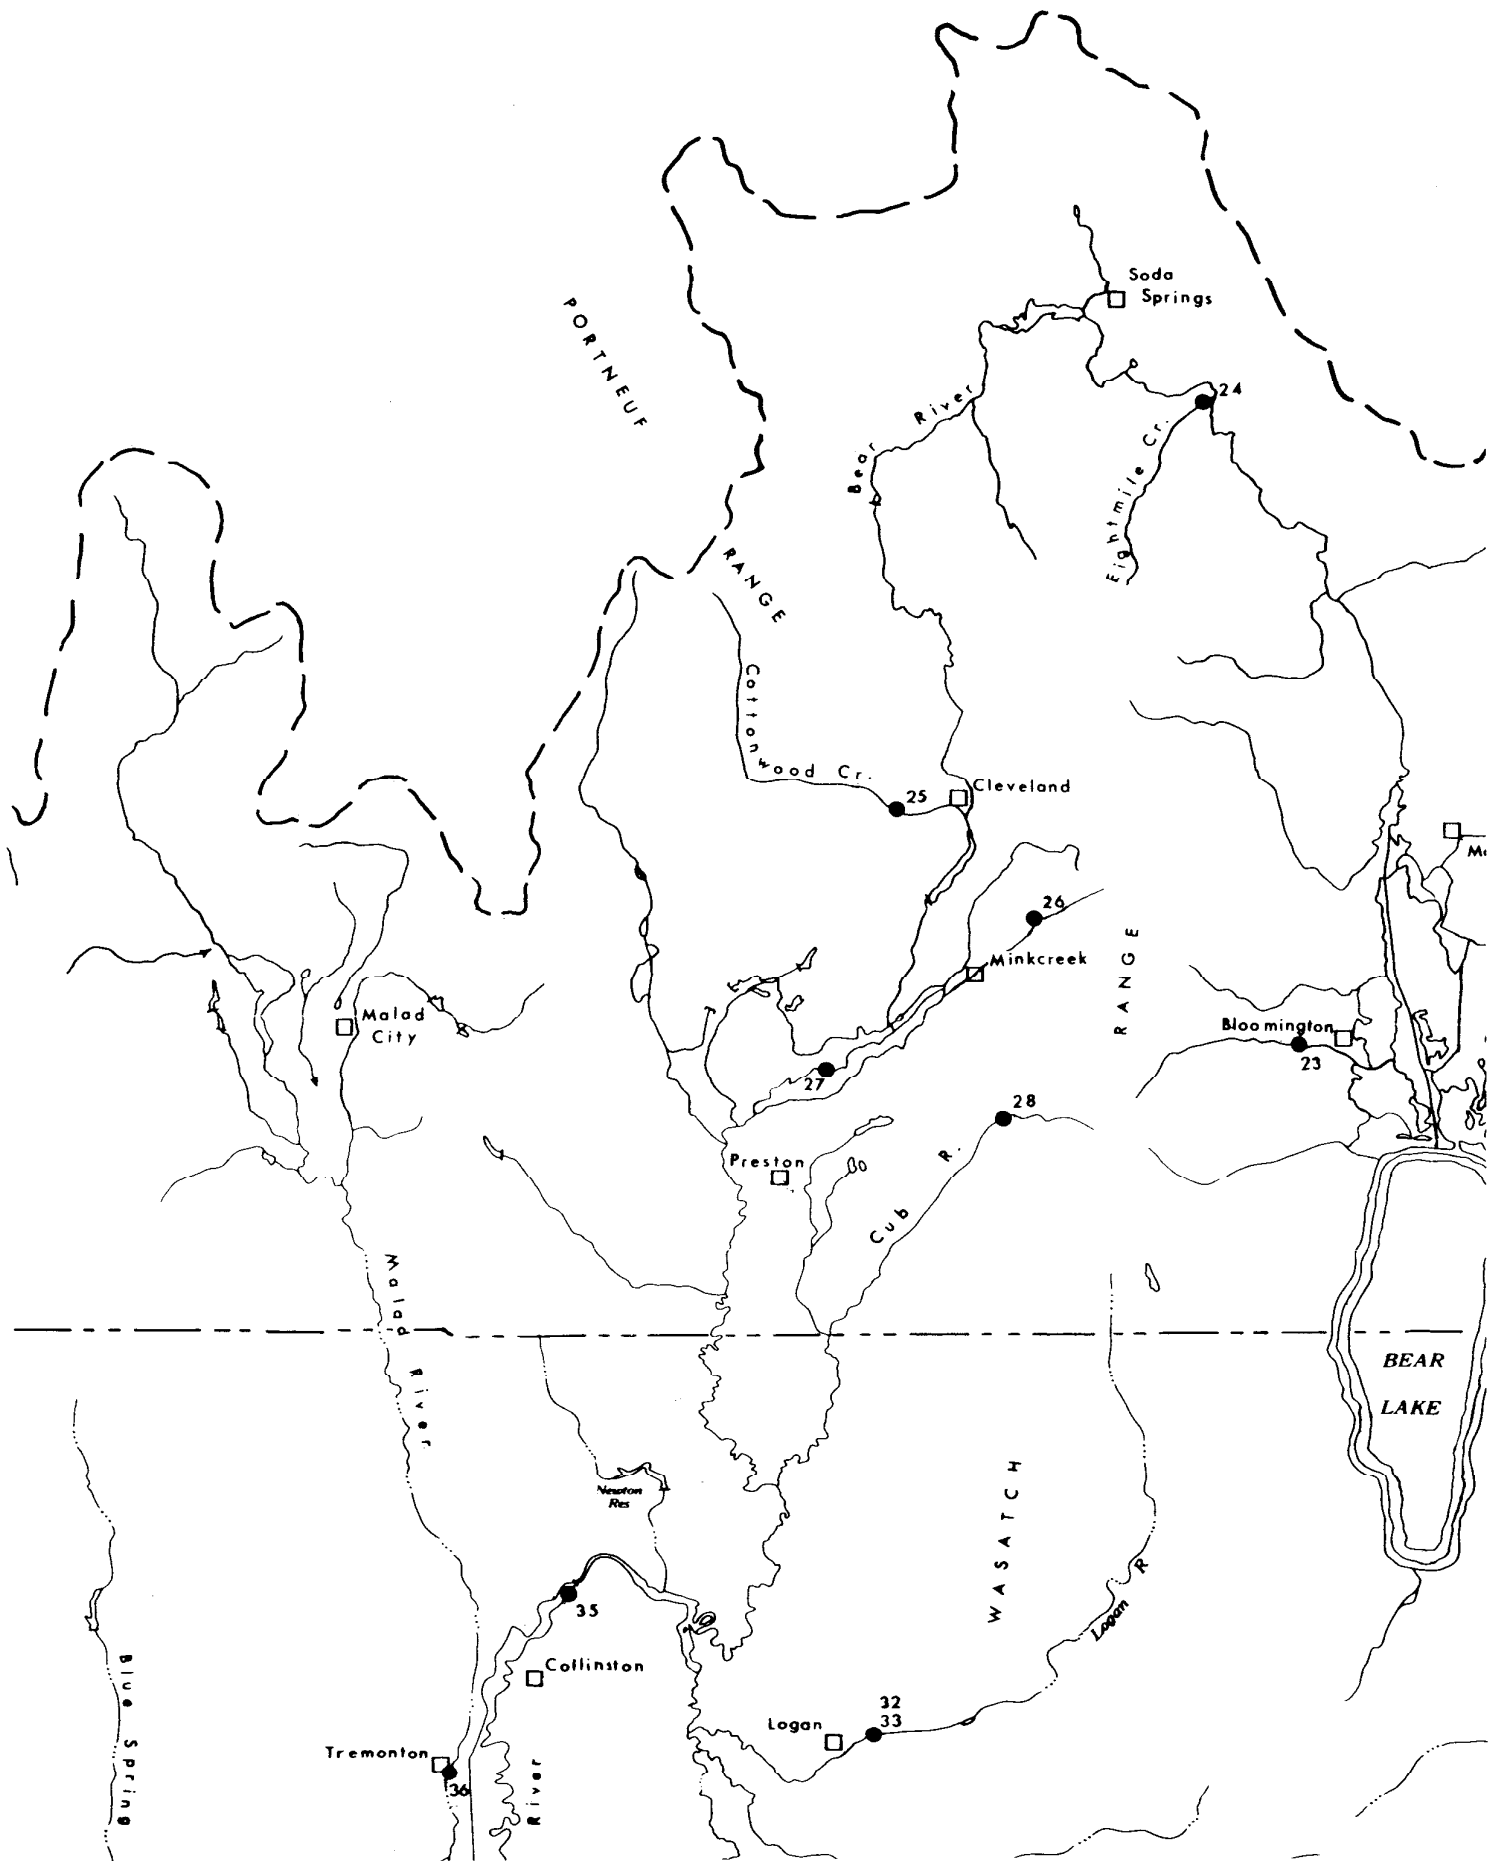 Soda
Springs
PORTNEUF
River
24
Bear
Eightmile Cr.
RANGE
Cottonwood Cr.
25
Cleveland
26
Minkcreek
RANGE
Malad
City
Bloomington
23
27
28
Preston
Cub R.
Malad River
BEAR
LAKE
WASATCH
Newton
Res
35
Logan R
Collinston
Blue Spring
32
33
Logan
Tremonton
36
River